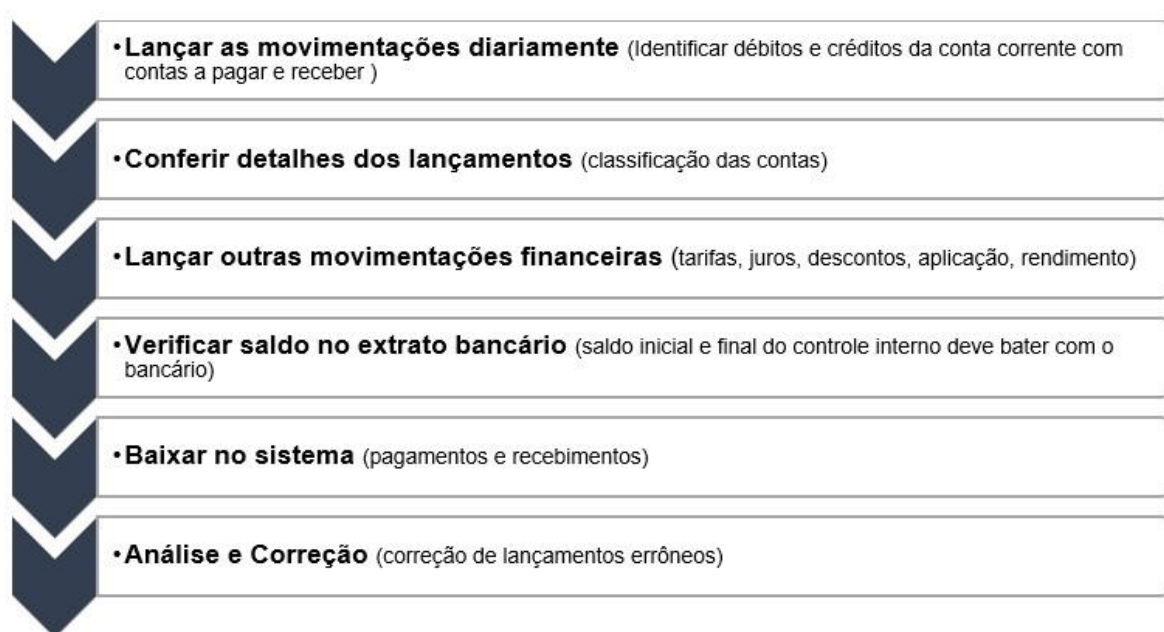 •Lançar as movimentações diariamente (Identificar débitos e créditos da conta corrente com
contas a pagar e receber )
•Conferir detalhes dos lançamentos (classificação das contas)
•Lançar outras movimentações financeiras (tarifas, juros, descontos, aplicação, rendimento)
•Verificar saldo no extrato bancário (saldo inicial e final do controle interno deve bater com o
bancário)
•Baixar no sistema (pagamentos e recebimentos)
•Análise e Correção (correção de lançamentos errôneos)